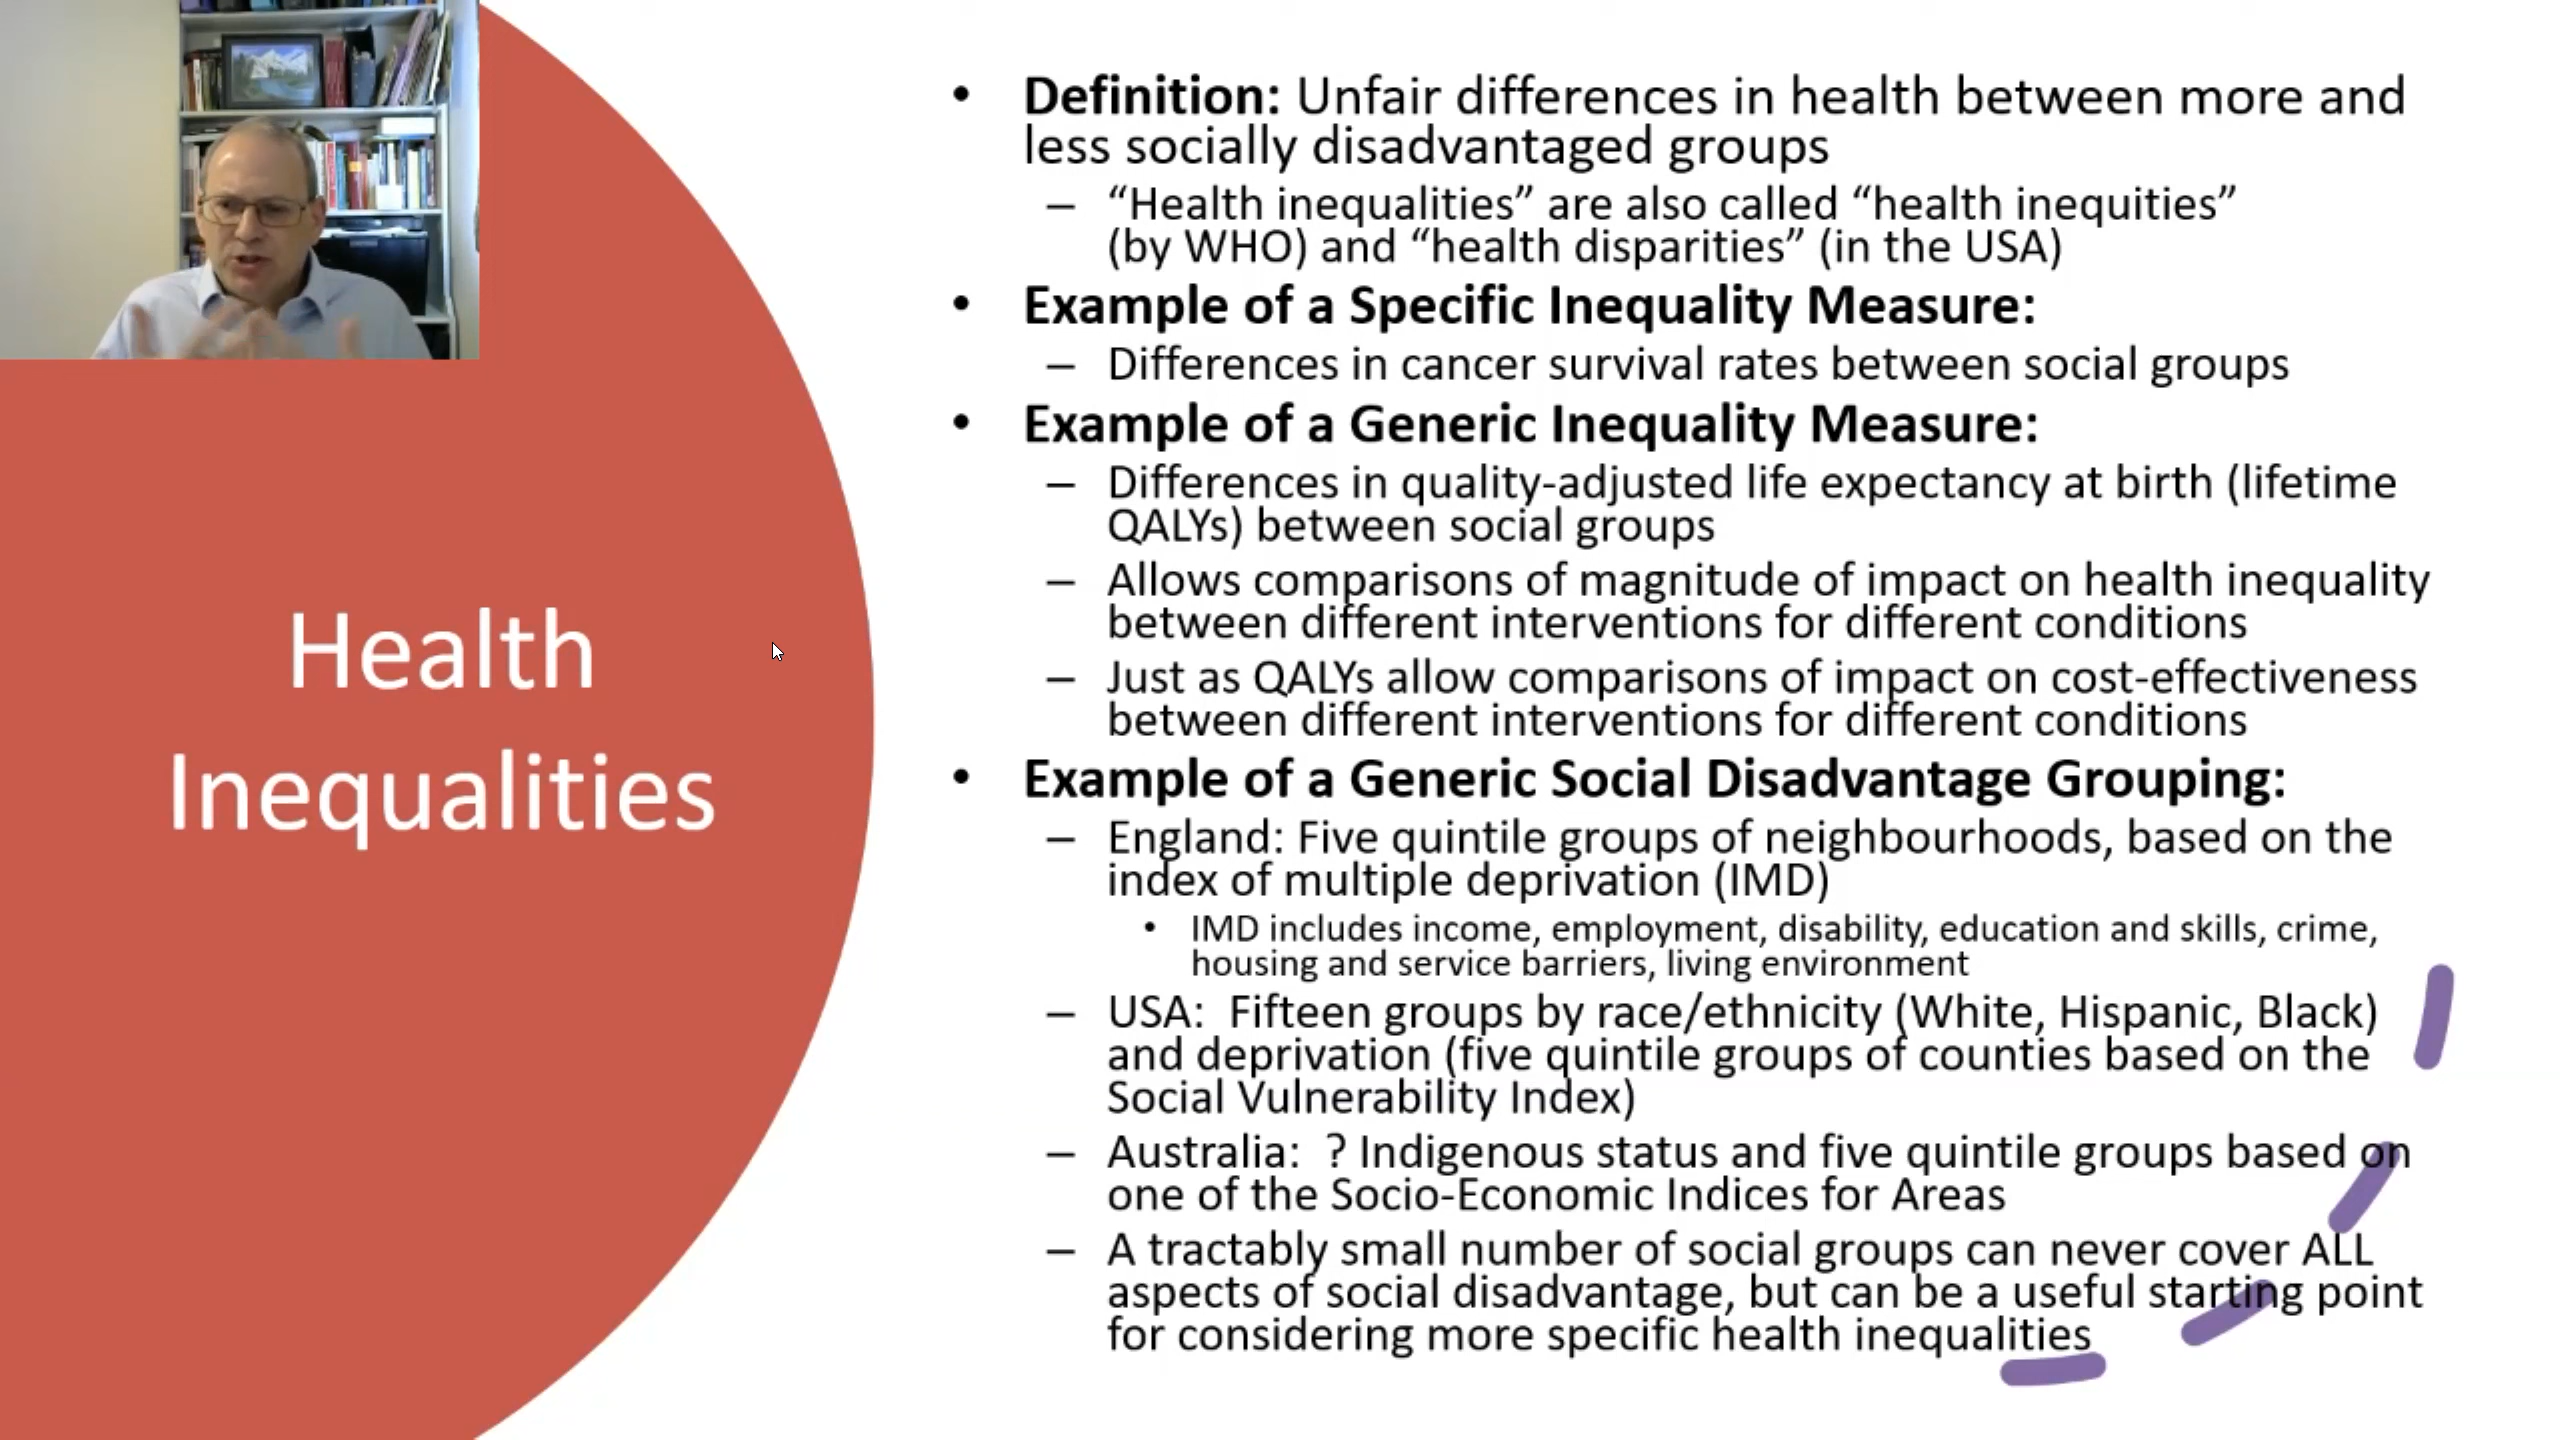 Health
Inequalities
• Definition: Unfair differences in health between more and
less socially disadvantaged groups
– “Health inequalities” are also called “health inequities”
(by WHO) and “health disparities” (in the USA)
• Example of a Specific Inequality Measure:
– Differences in cancer survival rates between social groups
• Example of a Generic Inequality Measure:
– Differences in quality-adjusted life expectancy at birth (lifetime
QALYs) between social groups
– Allows comparisons of magnitude of impact on health inequality
between different interventions for different conditions
– Just as QALYs allow comparisons of impact on cost-effectiveness
between different interventions for different conditions
• Example of a Generic Social Disadvantage Grouping:
– England: Five quintile groups of neighbourhoods, based on the
index of multiple deprivation (IMD)
• IMD includes income, employment, disability, education and skills, crime,
housing and service barriers, living environment
– USA: Fifteen groups by race/ethnicity (White, Hispanic, Black)
and deprivation (five quintile groups of counties based on the
Social Vulnerability Index)
– Australia: ? Indigenous status and five quintile groups based on
one of the Socio-Economic Indices for Areas
– A tractably small number of social groups can never cover ALL
aspects of social disadvantage, but can be a useful starting point
for considering more specific health inequalities